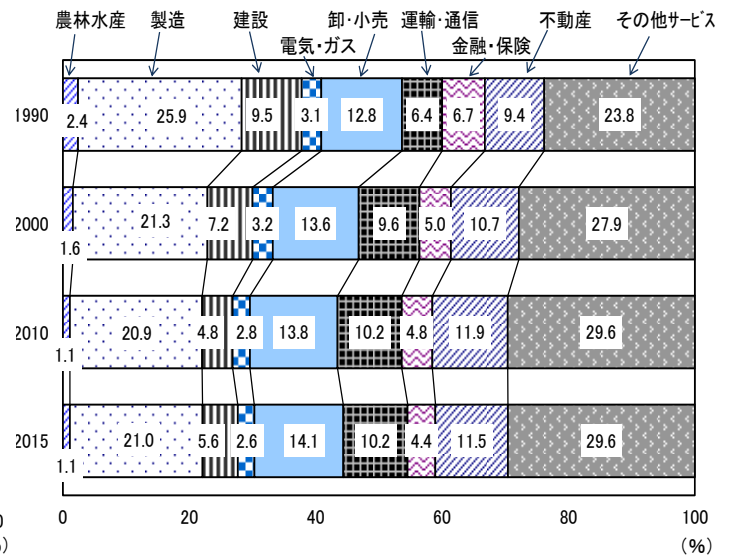 農林水産 製造 建設 卸・小売 運輸・通信 不動産 その他サービス
電気・ガス 金融・保険
1990 2.4 25.9 9.5 3.1 12.8 6.4 6.7 9.4 23.8
2000 1.6 21.3 7.2 3.2 13.6 9.6 5.0 10.7 27.9
2010 1.1 20.9 4.8 2.8 13.8 10.2 4.8 11.9 29.6
2015 1.1 21.0 5.6 2.6 14.1 10.2 4.4 11.5 29.6
0 20 40 60 80 100
(%)